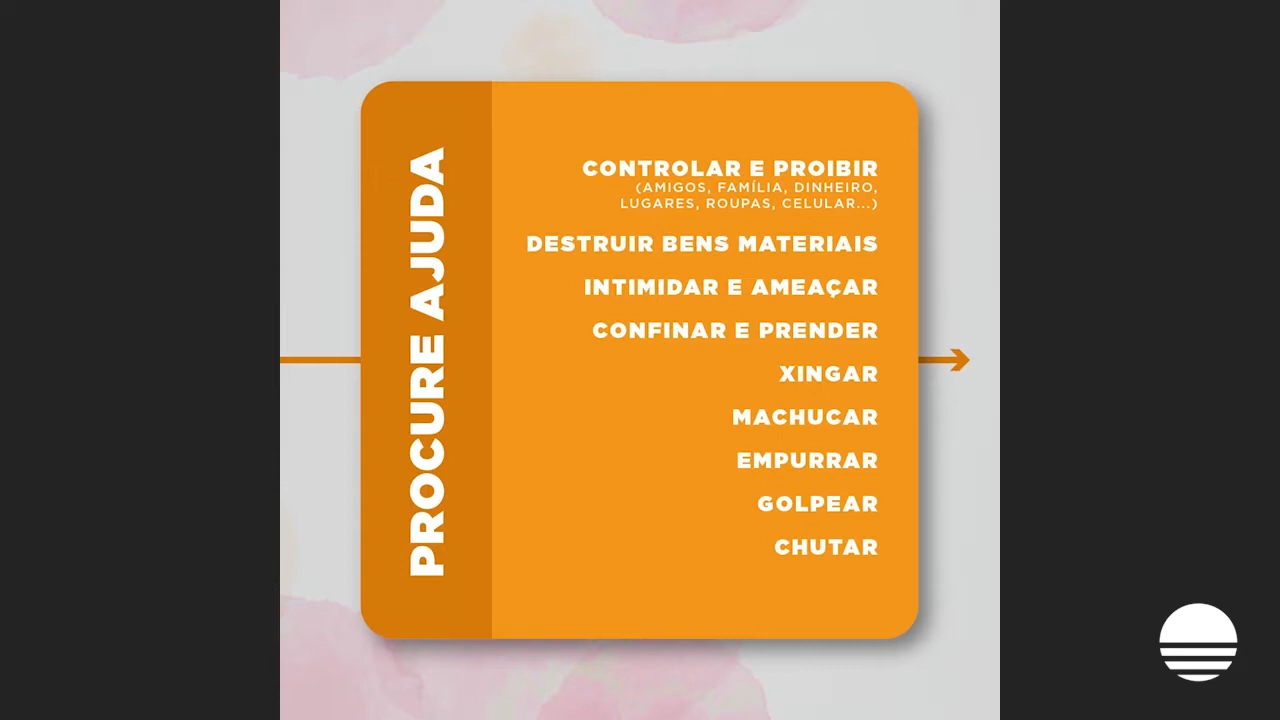 PROCURE AJUDA
CONTROLAR E PROIBIR
(AMIGOS, FAMÍLIA, DINHEIRO,
LUGARES, ROUPAS, CELULAR...)
DESTRUIR BENS MATERIAIS
INTIMIDAR E AMEAÇAR
CONFINAR E PRENDER
XINGAR
MACHUCAR
EMPURRAR
GOLPEAR
CHUTAR